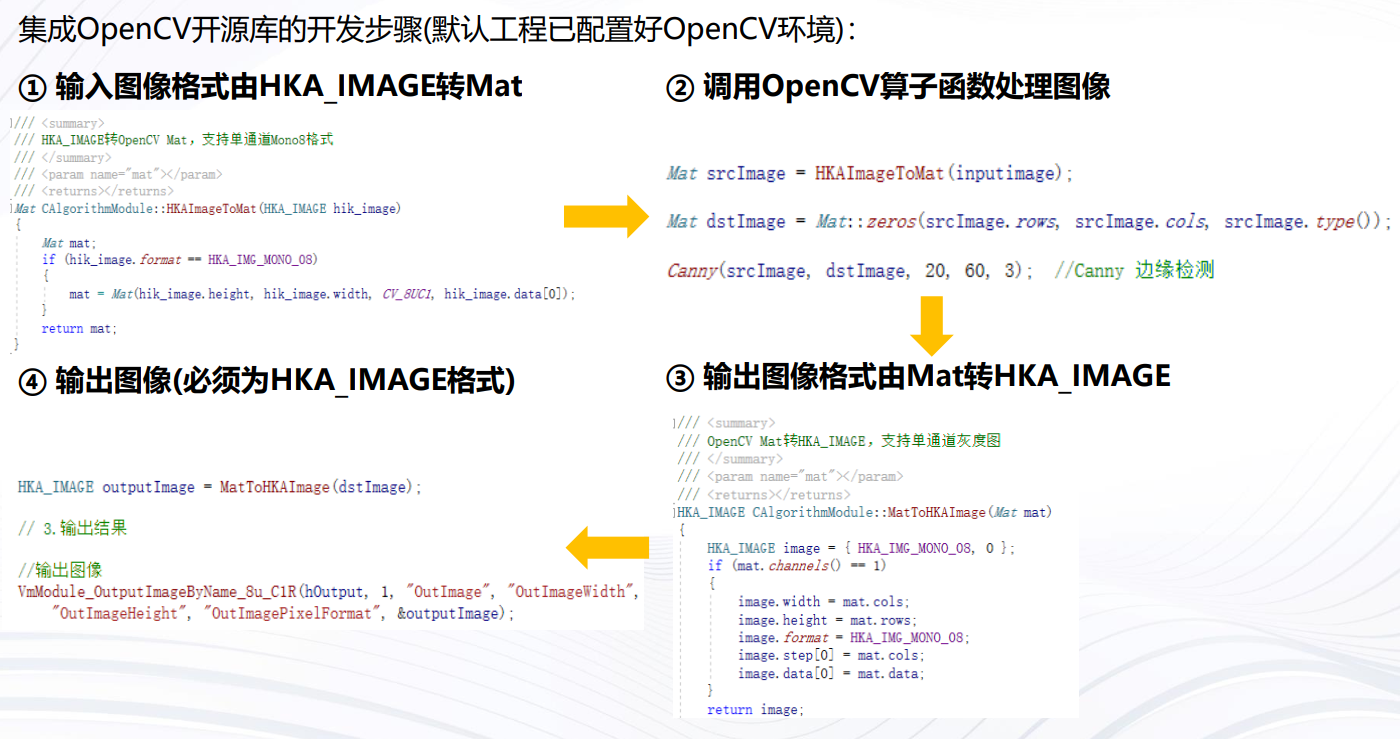 集成OpenCV开源库的开发步骤(默认工程已配置好OpenCV环境)：
① 输入图像格式由HKA_IMAGE转Mat
/// <summary>
/// HKA_IMAGE转OpenCV Mat，支持单通道Mono8格式
/// </summary>
/// <param name="mat"></param>
/// <returns></returns>
Mat CAlgorithmModule::HKAImageToMat(HKA_IMAGE hik_image)
{
Mat mat;
if (hik_image.format == HKA_IMG_MONO_08)
{
mat = Mat(hik_image.height, hik_image.width, CV_8UC1, hik_image.data[0]);
}
return mat;
}
② 调用OpenCV算子函数处理图像
Mat srcImage = HKAImageToMat(inputimage);
Mat dstImage = Mat::zeros(srcImage.rows, srcImage.cols, srcImage.type());
Canny(srcImage, dstImage, 20, 60, 3); //Canny 边缘检测
③ 输出图像格式由Mat转HKA_IMAGE
/// <summary>
/// OpenCV Mat转HKA_IMAGE，支持单通道灰度图
/// </summary>
/// <param name="mat"></param>
/// <returns></returns>
HKA_IMAGE CAlgorithmModule::MatToHKAImage(Mat mat)
{
HKA_IMAGE image = { HKA_IMG_MONO_08, 0 };
if (mat.channels() == 1)
{
image.width = mat.cols;
image.height = mat.rows;
image.format = HKA_IMG_MONO_08;
image.step[0] = mat.cols;
image.data[0] = mat.data;
}
return image;
④ 输出图像(必须为HKA_IMAGE格式)
HKA_IMAGE outputImage = MatToHKAImage(dstImage);
// 3.输出结果
//输出图像
VmModule_OutputImageByName_8u_C1R(hOutput, 1, "OutImage", "OutImageWidth",
"OutImageHeight", "OutImagePixelFormat", &outputImage);